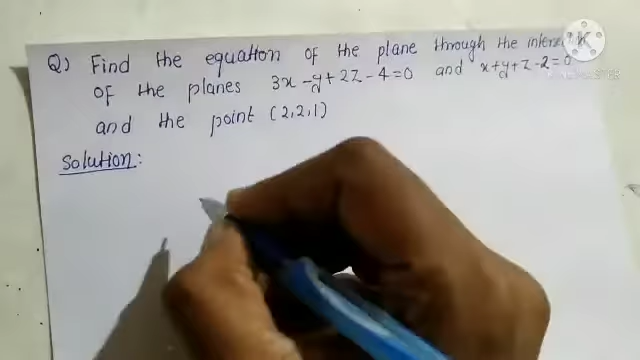 Q) Find the equation of the plane through the
of the planes 3x - y + 2z - 4 = 0 and x + y + z - 2 = 0
and the point (2,2,1)
Solution: